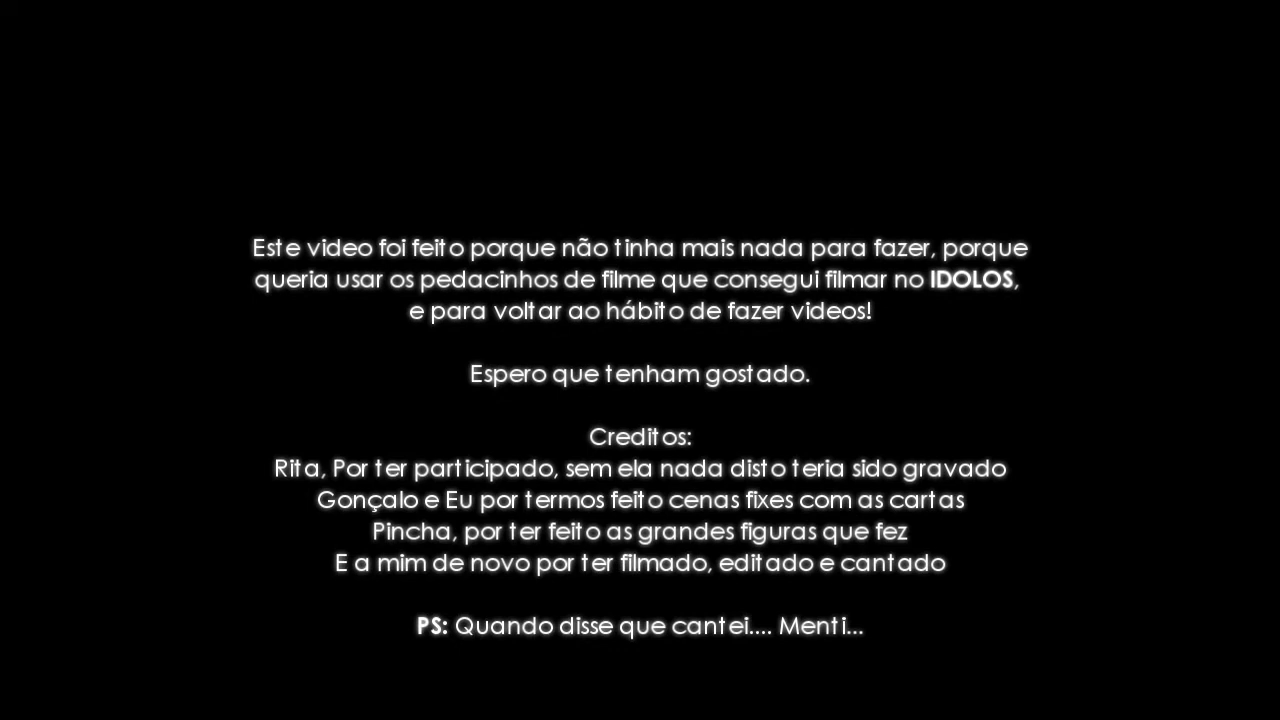 Este video foi feito porque não tinha mais nada para fazer, porque
queria usar os pedacinhos de filme que consegui filmar no IDOLOS,
e para voltar ao hábito de fazer videos!
Espero que tenham gostado.
Creditos:
Rita, Por ter participado, sem ela nada disto teria sido gravado
Gonçalo e Eu por termos feito cenas fixes com as cartas
Pincha, por ter feito as grandes figuras que fez
E a mim de novo por ter filmado, editado e cantado
PS: Quando disse que cantei.... Menti...